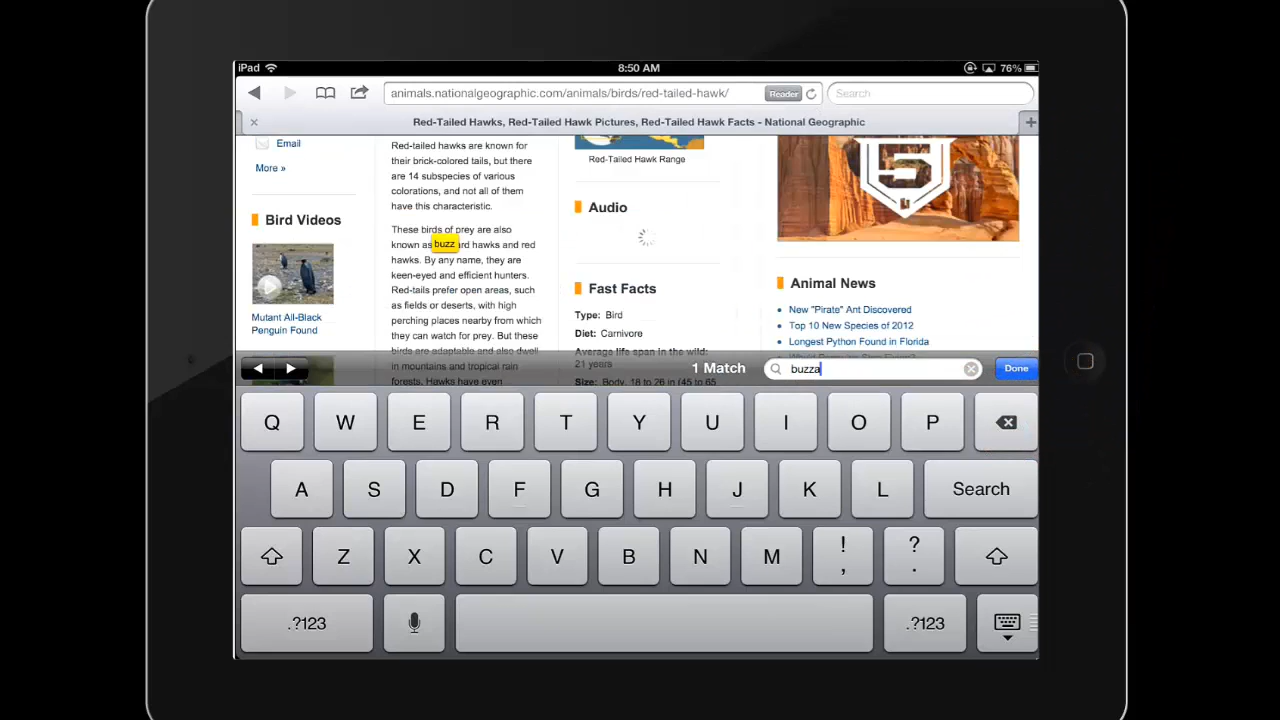 iPad
8:50 AM
76%
animals.nationalgeographic.com/animals/birds/red-tailed-hawk/
Reader
Search
Red-Tailed Hawks, Red-Tailed Hawk Pictures, Red-Tailed Hawk Facts - National Geographic
Email
More »
Bird Videos
Mutant All-Black
Penguin Found
Red-tailed hawks are known for
their brick-colored tails, but there
are 14 subspecies of various
colorations, and not all of them
have this characteristic.
These birds of prey are also
known as buzzard hawks and red
hawks. By any name, they are
keen-eyed and efficient hunters.
Red-tails prefer open areas, such
as fields or deserts, with high
perching places nearby from which
they can watch for prey. But these
birds are adaptable and also dwell
in mountains and tropical rain
forests. Hawks have even
Red-Tailed Hawk Range
Audio
Fast Facts
Type: Bird
Diet: Carnivore
Average life span in the wild:
21 years
Size: Body, 18 to 26 in (45 to 65
5
Animal News
New "Pirate" Ant Discovered
Top 10 New Species of 2012
Longest Python Found in Florida
1 Match
buzza
Done
Q W E R T Y U I O P
A S D F G H J K L Search
Z X C V B N M ! , ? .
.?123 .?123